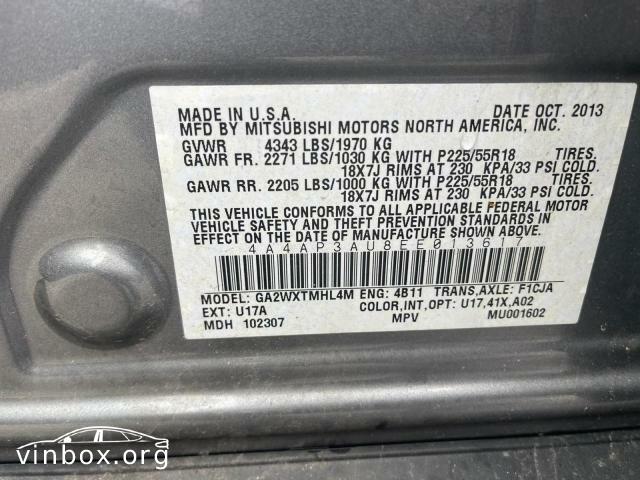 MADE IN U.S.A. DATE OCT. 2013
MFD BY MITSUBISHI MOTORS NORTH AMERICA, INC.
GVWR 4343 LBS/1970 KG
GAWR FR. 2271 LBS/1030 KG WITH P225/55R18 TIRES,
18X7J RIMS AT 230 KPA/33 PSI COLD.
GAWR RR. 2205 LBS/1000 KG WITH P225/55R18 TIRES,
18X7J RIMS AT 230 KPA/33 PSI COLD.
THIS VEHICLE CONFORMS TO ALL APPLICABLE FEDERAL MOTOR
VEHICLE SAFETY AND THEFT PREVENTION STANDARDS IN
EFFECT ON THE DATE OF MANUFACTURE SHOWN ABOVE.
4A4AP3AU8EE013617
MODEL: GA2WXTMHL4M ENG: 4B11 TRANS,AXLE: F1CJA
EXT: U17A COLOR,INT,OPT: U17,41X,A02
MDH 102307 MPV MU001602
vinbox.org